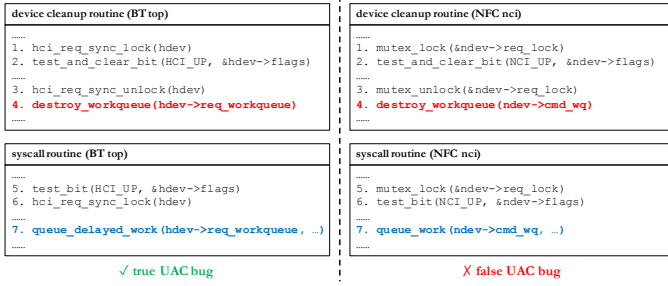 device cleanup routine (BT top)
......
1. hci_req_sync_lock(hdev)
2. test_and_clear_bit(HCI_UP, &hdev->flags)
......
3. hci_req_sync_unlock(hdev)
4. destroy_workqueue(hdev->req_workqueue)
......
syscall routine (BT top)
......
5. test_bit(HCI_UP, &hdev->flags)
6. hci_req_sync_lock(hdev)
......
7. queue_delayed_work(hdev->req_workqueue, …)
......
✓ true UAC bug
device cleanup routine (NFC nci)
......
1. mutex_lock(&ndev->req_lock)
2. test_and_clear_bit(NCI_UP, &ndev->flags)
......
3. mutex_unlock(&ndev->req_lock)
4. destroy_workqueue(ndev->cmd_wq)
......
syscall routine (NFC nci)
......
5. mutex_lock(&ndev->req_lock)
6. test_bit(NCI_UP, &ndev->flags)
......
7. queue_work(ndev->cmd_wq, …)
......
✗ false UAC bug